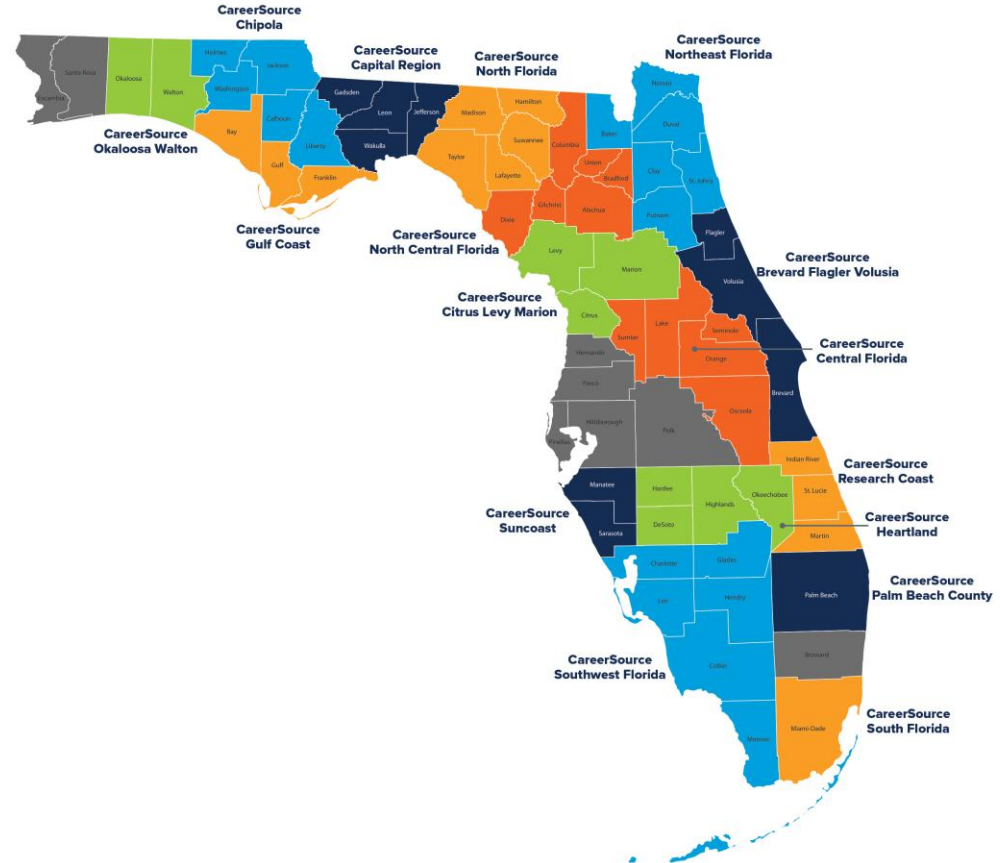 CareerSource
Chipola
CareerSource
Capital Region
CareerSource
North Florida
CareerSource
Northeast Florida
CareerSource
Okaloosa Walton
CareerSource
Gulf Coast
CareerSource
North Central Florida
CareerSource
Citrus Levy Marion
CareerSource
Brevard Flagler Volusia
CareerSource
Central Florida
CareerSource
Research Coast
CareerSource
Suncoast
CareerSource
Heartland
CareerSource
Palm Beach County
CareerSource
Southwest Florida
CareerSource
South Florida
Escambia
Santa Rosa
Okaloosa
Walton
Holmes
Jackson
Washington
Calhoun
Bay
Gulf
Liberty
Franklin
Gadsden
Leon
Jefferson
Wakulla
Madison
Hamilton
Taylor
Suwannee
Lafayette
Columbia
Union
Bradford
Gilchrist
Alachua
Dixie
Baker
Nassau
Duval
Clay
St. Johns
Putnam
Flagler
Volusia
Levy
Marion
Citrus
Sumter
Lake
Seminole
Orange
Osceola
Brevard
Hernando
Pasco
Pinellas
Hillsborough
Polk
Indian River
St. Lucie
Martin
Manatee
Sarasota
Hardee
DeSoto
Highlands
Okeechobee
Charlotte
Glades
Lee
Hendry
Collier
Monroe
Palm Beach
Broward
Miami-Dade